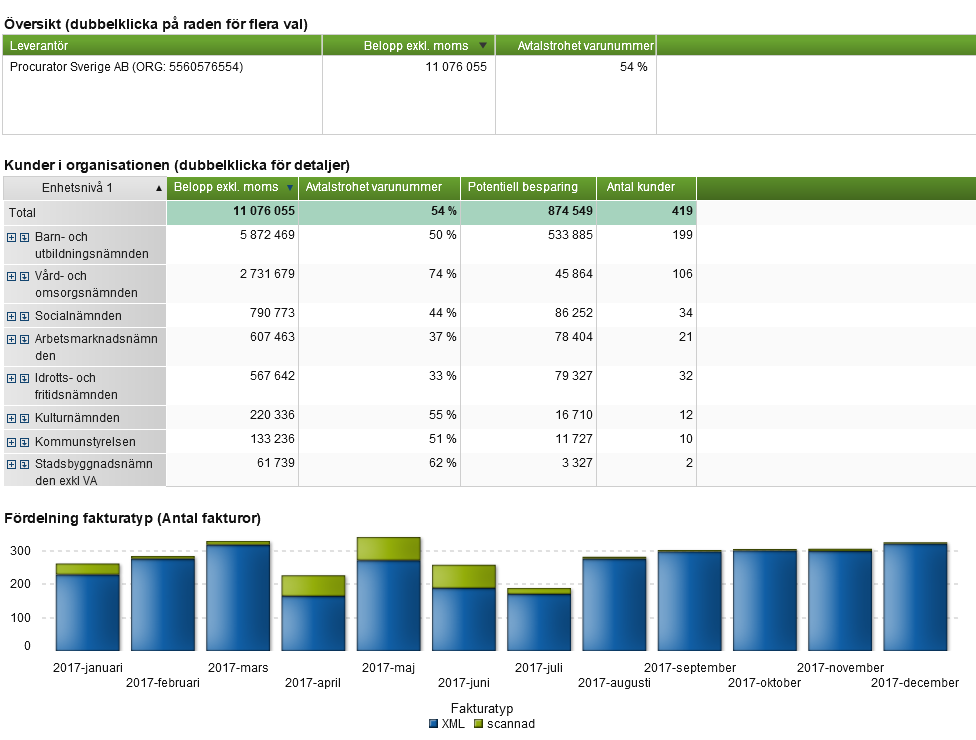 Översikt (dubbelklicka på raden för flera val)
Leverantör Belopp exkl. moms Avtalstrohet varunummer
Procurator Sverige AB (ORG: 5560576554) 11 076 055 54 %
Kunder i organisationen (dubbelklicka för detaljer)
Enhetsnivå 1 Belopp exkl. moms Avtalstrohet varunummer Potentiell besparing Antal kunder
Total 11 076 055 54 % 874 549 419
Barn- och 5 872 469 50 % 533 885 199
utbildningsnämnden
Vård- och 2 731 679 74 % 45 864 106
omsorgsnämnden
Socialnämnden 790 773 44 % 86 252 34
Arbetsmarknadsnämn 607 463 37 % 78 404 21
den
Idrotts- och 567 642 33 % 79 327 32
fritidsnämnden
Kulturnämnden 220 336 55 % 16 710 12
Kommunstyrelsen 133 236 51 % 11 727 10
Stadsbyggnadsnämn 61 739 62 % 3 327 2
den exkl VA
Fördelning fakturatyp (Antal fakturor)
300
200
100
0
2017-januari 2017-mars 2017-maj 2017-juli 2017-september 2017-november
2017-februari 2017-april 2017-juni 2017-augusti 2017-oktober 2017-december
Fakturatyp
XML scannad